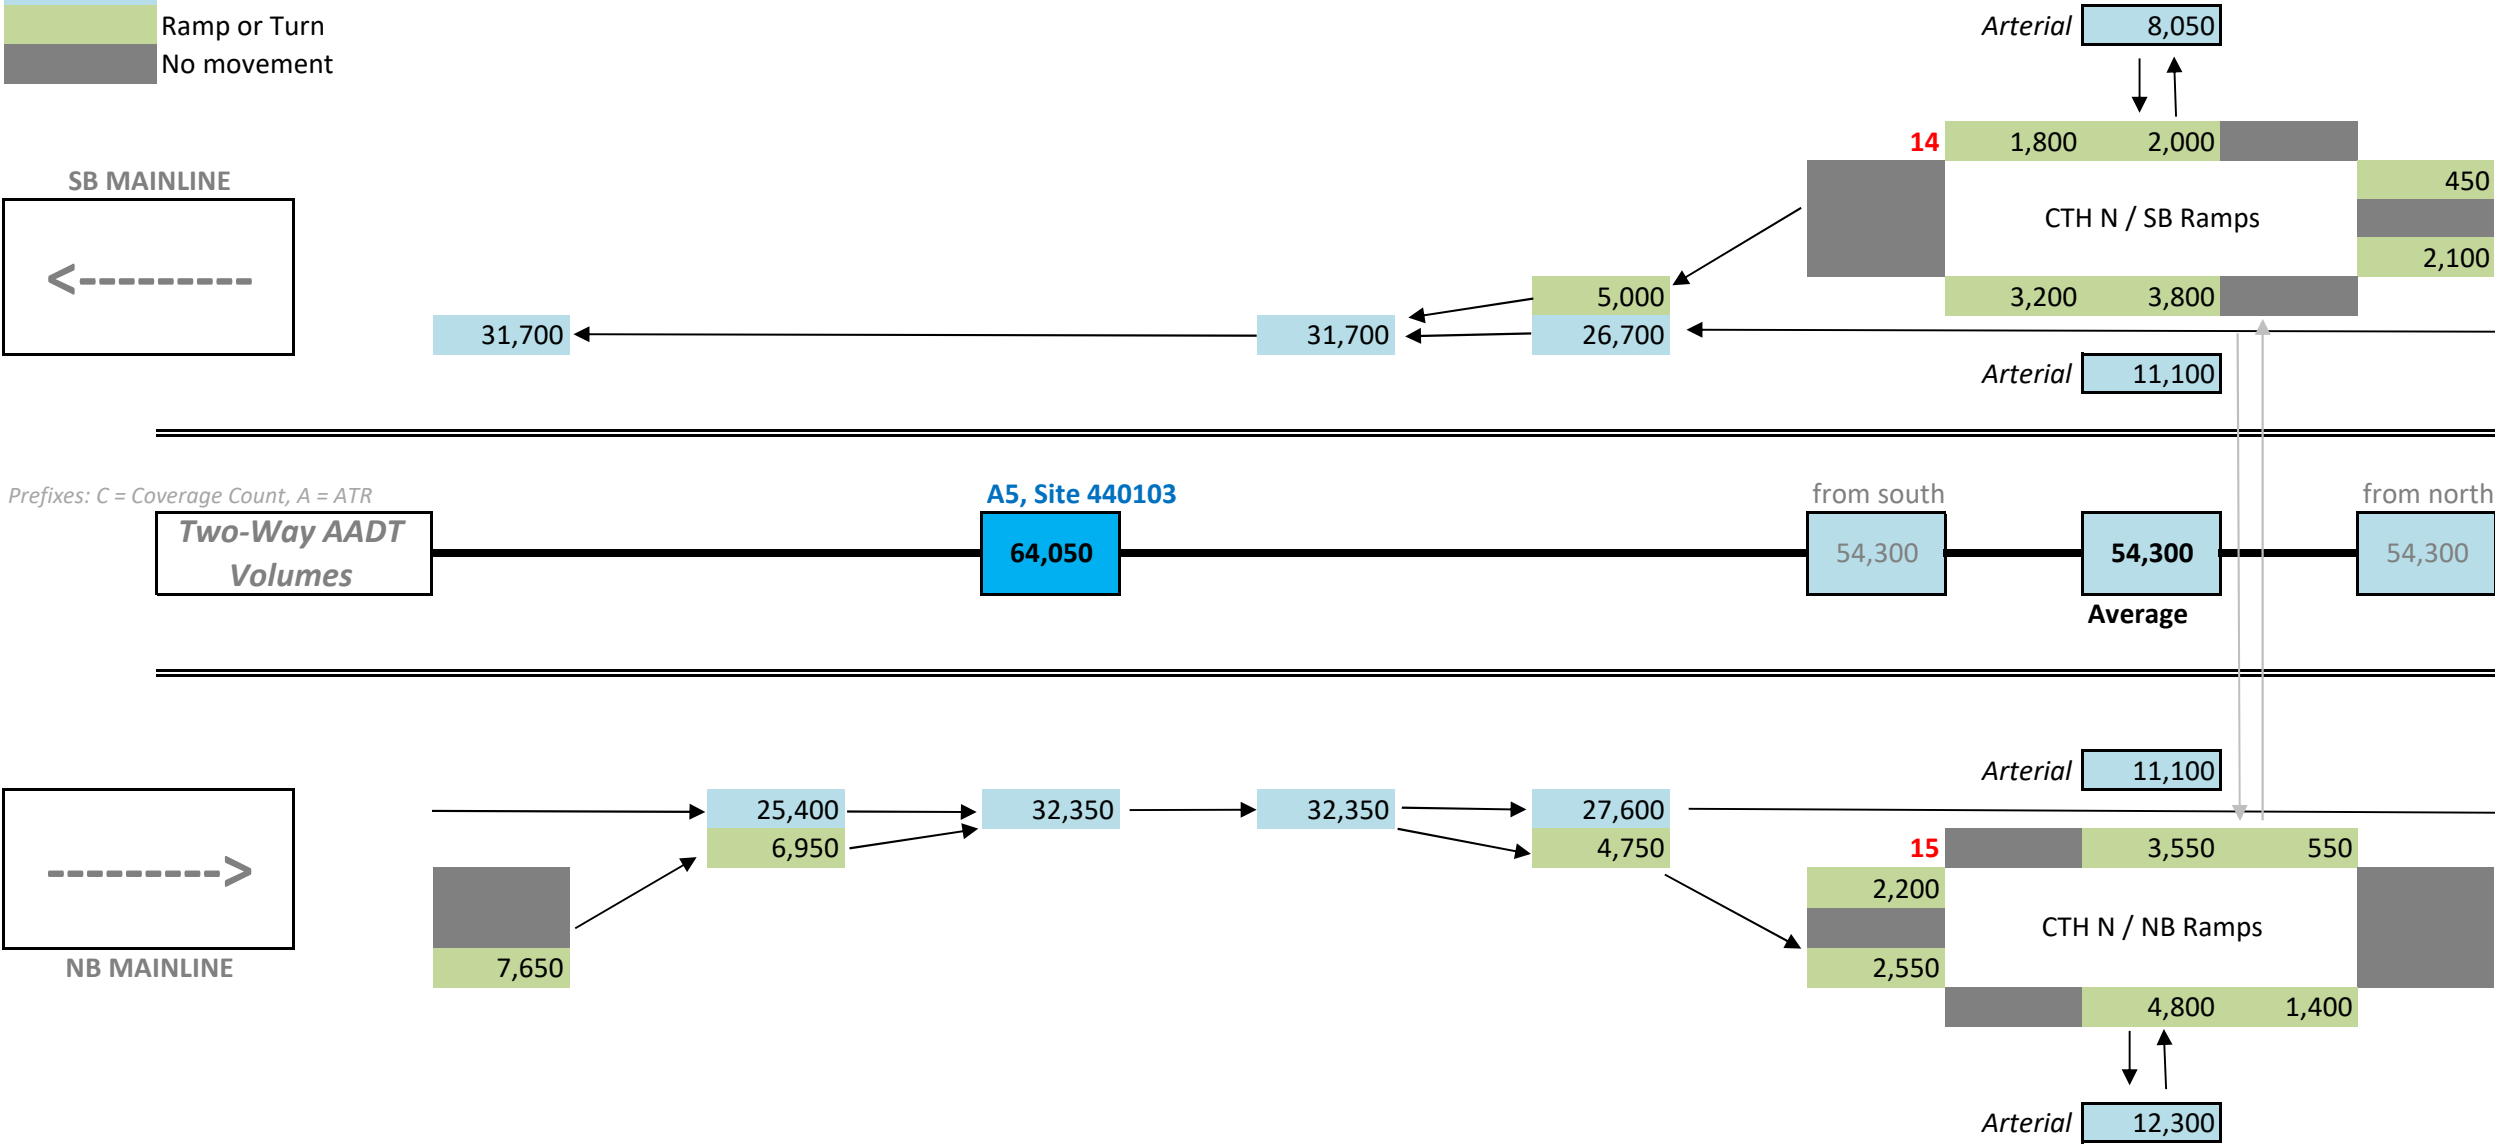 Ramp or Turn
No movement
Arterial 8,050
14 1,800 2,000
SB MAINLINE
450
CTH N / SB Ramps
<---------
2,100
5,000
3,200 3,800
31,700 31,700 26,700
Arterial 11,100
Prefixes: C = Coverage Count, A = ATR
A5, Site 440103
from south
from north
Two-Way AADT
Volumes
64,050
54,300
54,300
54,300
Average
Arterial 11,100
25,400 32,350 32,350 27,600
6,950 4,750
15 3,550 550
--------->
2,200
CTH N / NB Ramps
NB MAINLINE
7,650
2,550
4,800 1,400
Arterial 12,300